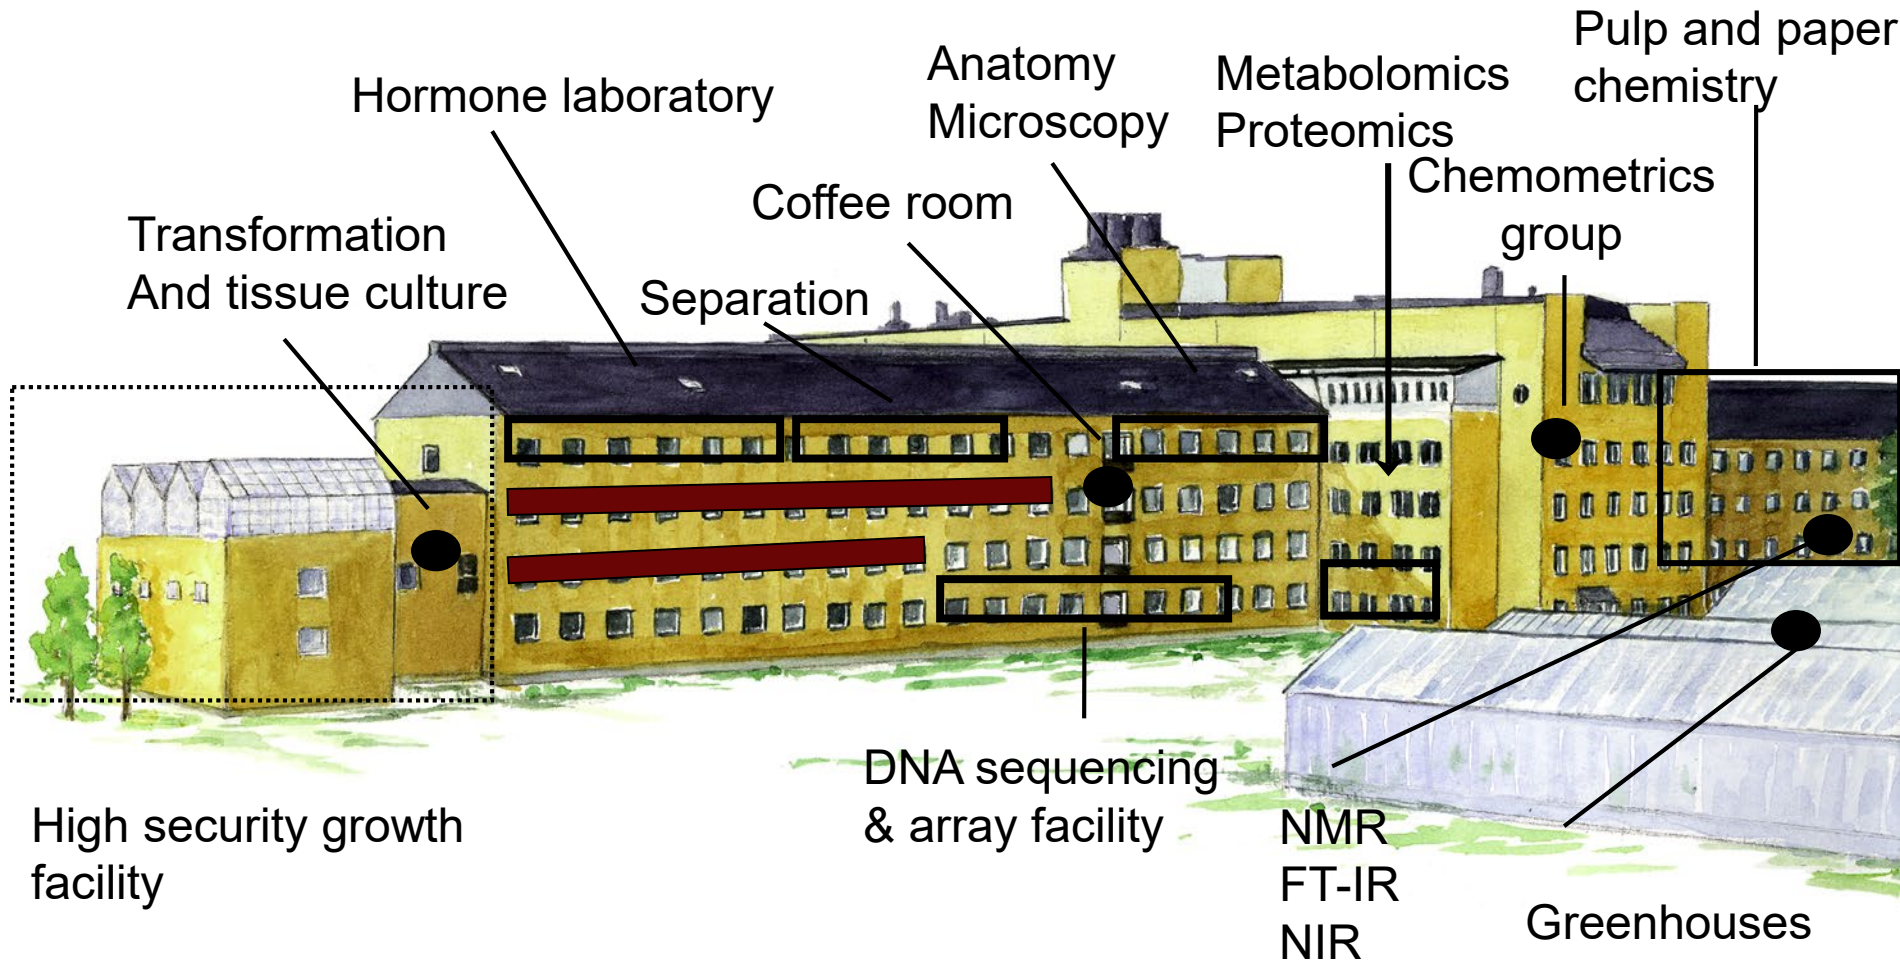 Pulp and paper
chemistry
Anatomy
Microscopy
Metabolomics
Proteomics
Hormone laboratory
Chemometrics
group
Coffee room
Transformation
And tissue culture
Separation
DNA sequencing
& array facility
High security growth
facility
NMR
FT-IR
NIR
Greenhouses